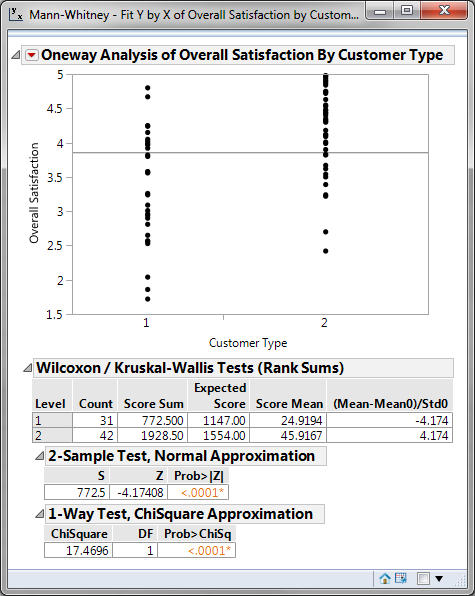 Mann-Whitney - Fit Y by X of Overall Satisfaction by Custom...
Oneway Analysis of Overall Satisfaction By Customer Type
5
4.5
4
3.5
3
2.5
2
1.5
Overall Satisfaction
1 2
Customer Type
Wilcoxon / Kruskal-Wallis Tests (Rank Sums)
Level Count Score Sum Expected Score Score Mean (Mean-Mean0)/Std0
1 31 772.500 1147.00 24.9194 -4.174
2 42 1928.50 1554.00 45.9167 4.174
2-Sample Test, Normal Approximation
S Z Prob>|Z|
772.5 -4.17408 <.0001*
1-Way Test, ChiSquare Approximation
ChiSquare DF Prob>ChiSq
17.4696 1 <.0001*